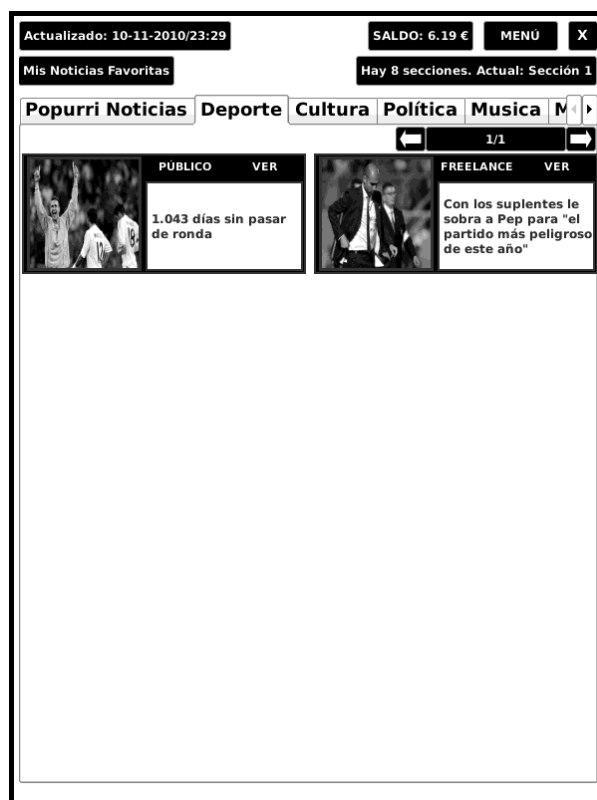 Actualizado: 10-11-2010/23:29
SALDO: 6.19 €
MENÚ
X
Mis Noticias Favoritas
Hay 8 secciones. Actual: Sección 1
Popurri Noticias
Deporte
Cultura
Política
Musica
1/1
PÚBLICO
VER
1.043 días sin pasar
de ronda
FREELANCE
VER
Con los suplentes le
sobra a Pep para "el
partido más peligroso
de este año"